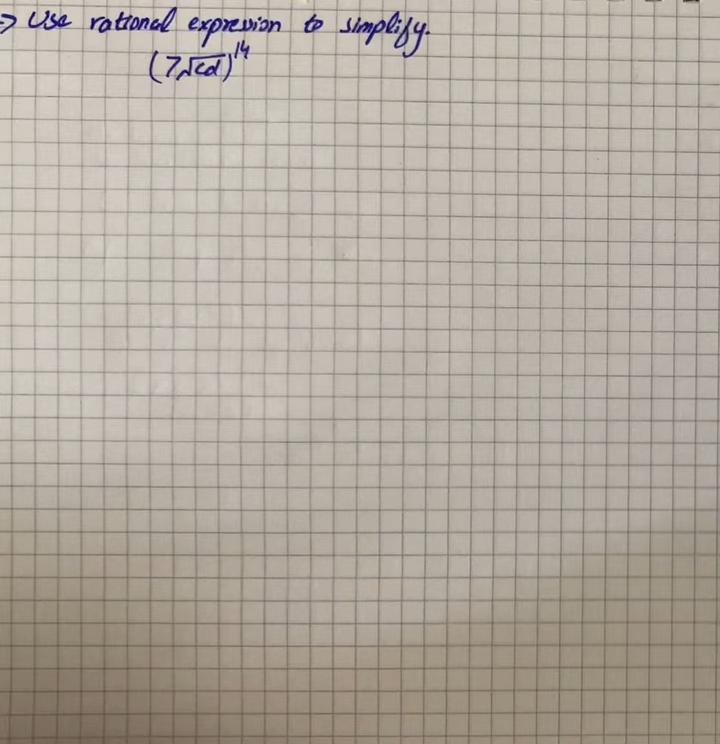 => Use rational expression to simplify.
(7√cd)^14